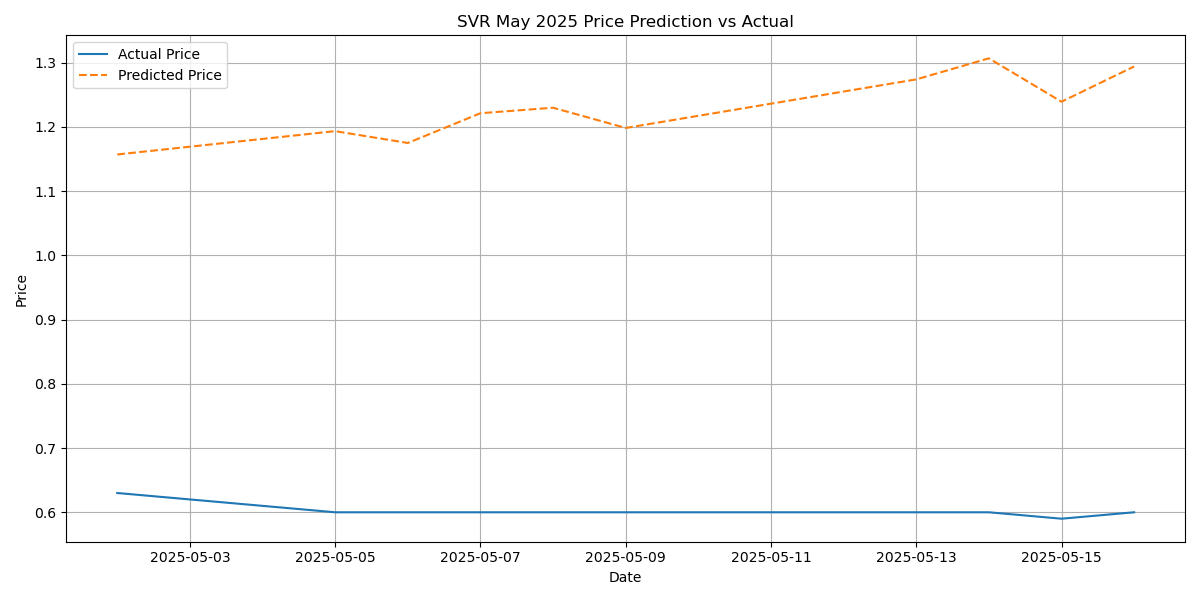 SVR May 2025 Price Prediction vs Actual
Actual Price
Predicted Price
1.3
1.2
1.1
1.0
0.9
0.8
0.7
0.6
Price
2025-05-03 2025-05-05 2025-05-07 2025-05-09 2025-05-11 2025-05-13 2025-05-15
Date